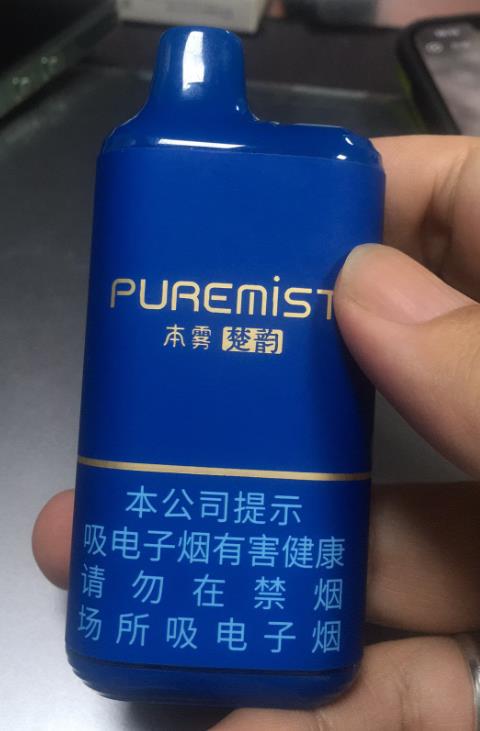 PUREMIST
本雾 楚韵
本公司提示
吸电子烟有害健康
请勿在禁烟
场所吸电子烟